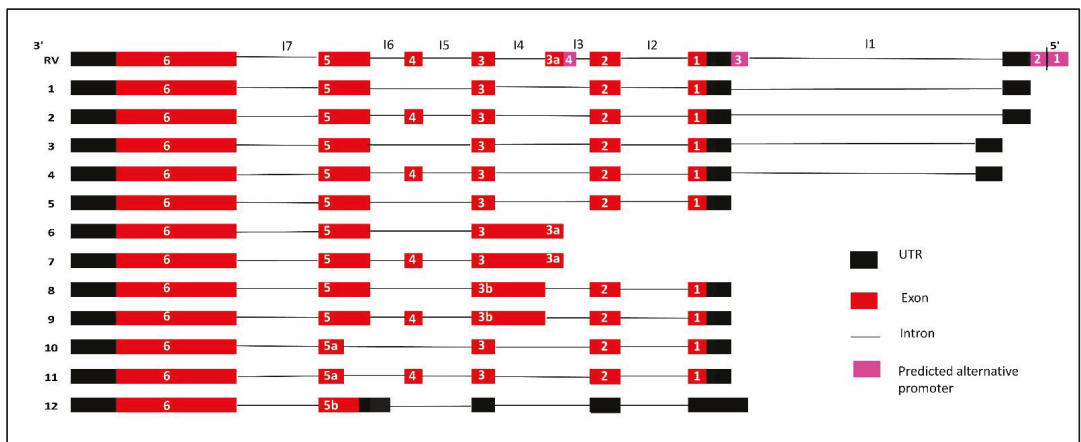 3' I7 I6 I5 I4 I3 I2 I1 5'
RV 6 5 4 3 3a 4 2 1 3 2 1
1 6 5 3 2 1
2 6 5 4 3 2 1
3 6 5 3 2 1
4 6 5 4 3 2 1
5 6 5 3 2 1
6 6 5 3 3a
7 6 5 4 3 3a
8 6 5 3b 2 1
9 6 5 4 3b 2 1
10 6 5a 3 2 1
11 6 5a 4 3 2 1
12 6 5b
UTR
Exon
Intron
Predicted alternative
promoter